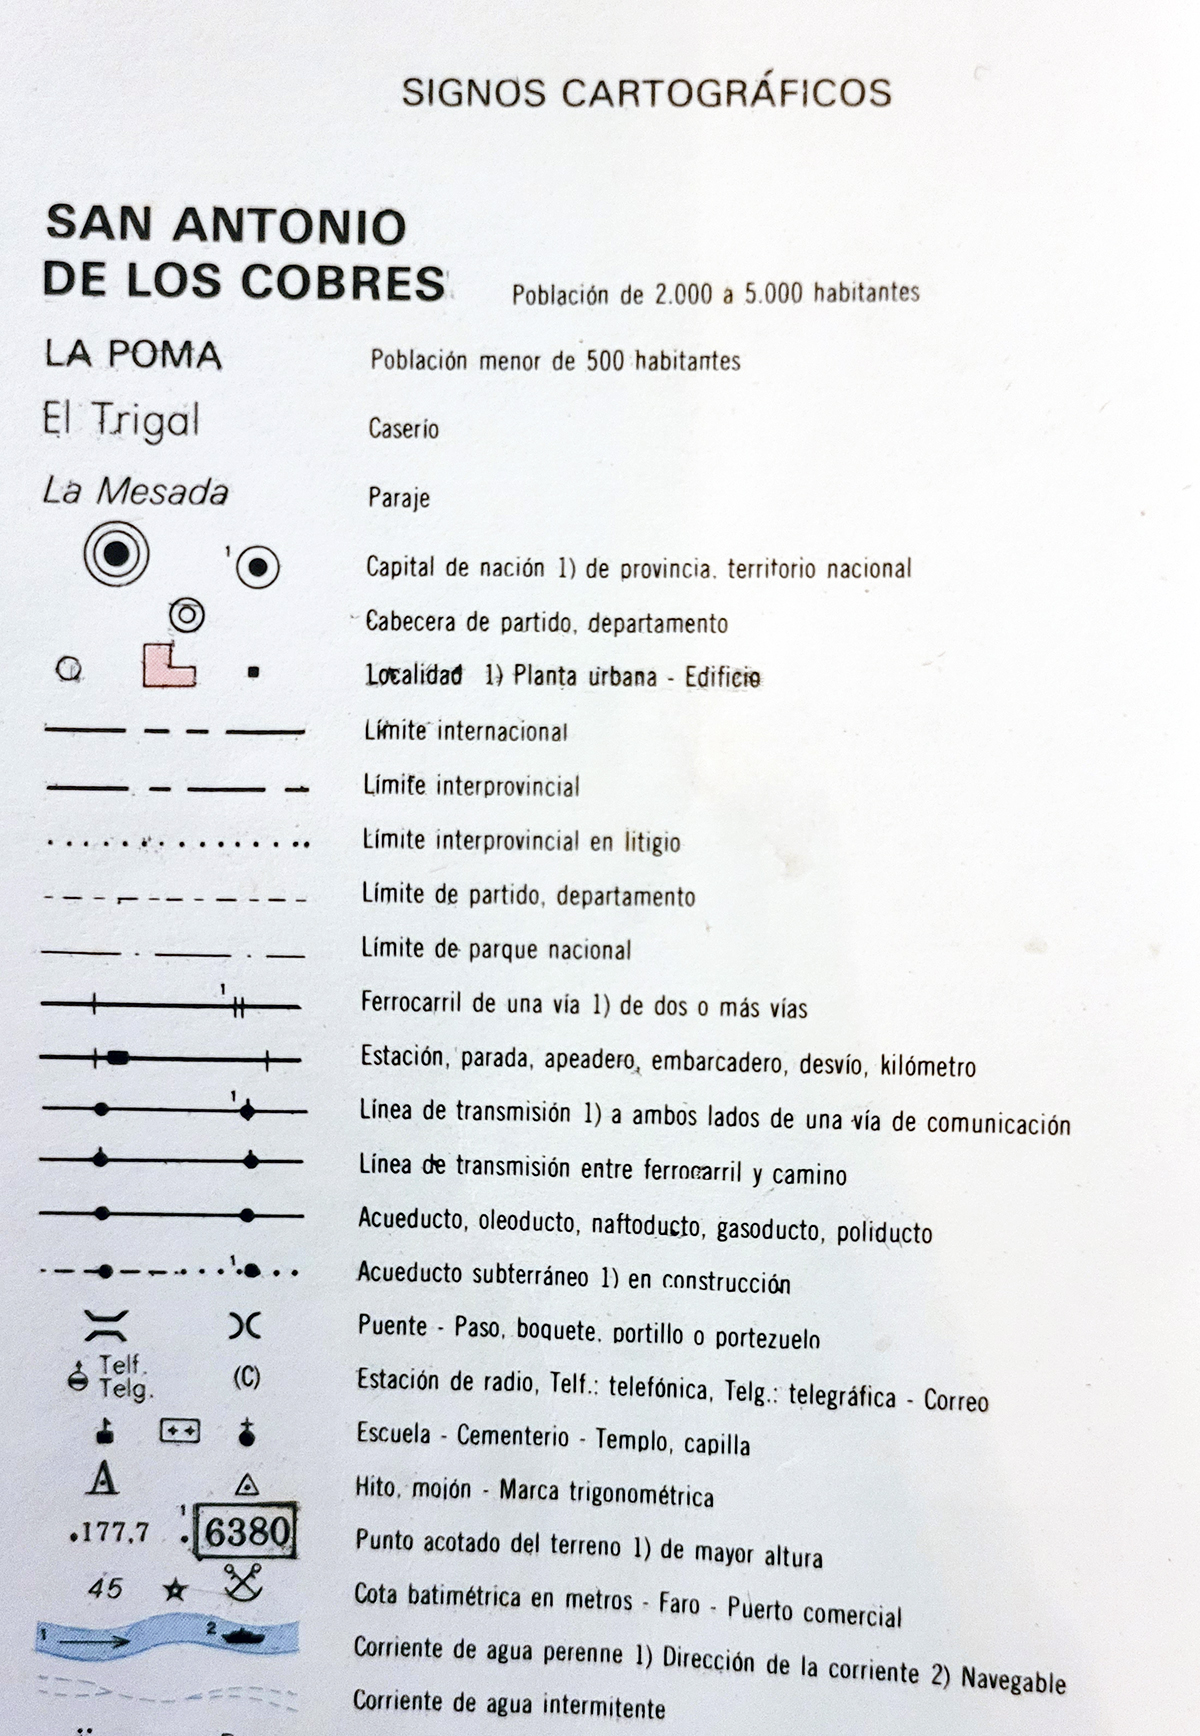 SIGNOS CARTOGRÁFICOS
SAN ANTONIO
DE LOS COBRES
Población de 2.000 a 5.000 habitantes
LA POMA Población menor de 500 habitantes
El Trigal Caserio
La Mesada Paraje
1 Capital de nación 1) de provincia. territorio nacional
Cabecera de partido, departamento
Localidad 1) Planta urbana - Edificio
Límite internacional
Límite interprovincial
Límite interprovincial en litigio
Límite de partido, departamento
Límite de parque nacional
1 Ferrocarril de una vía 1) de dos o más vías
Estación, parada, apeadero, embarcadero, desvío, kilómetro
1 Línea de transmisión 1) a ambos lados de una vía de comunicación
Línea de transmisión entre ferrocarril y camino
Acueducto, oleoducto, naftoducto, gasoducto, poliducto
1 Acueducto subterráneo 1) en construcción
Puente - Paso, boquete. portillo o portezuelo
Telf.
Telg. (C) Estación de radio, Telf.: telefónica, Telg.: telegráfica - Correo
Escuela - Cementerio - Templo, capilla
A Hito, mojón - Marca trigonométrica
.177,7 1 . 6380 Punto acotado del terreno 1) de mayor altura
45 Cota batimétrica en metros - Faro - Puerto comercial
1 2 Corriente de agua perenne 1) Dirección de la corriente 2) Navegable
Corriente de agua intermitente